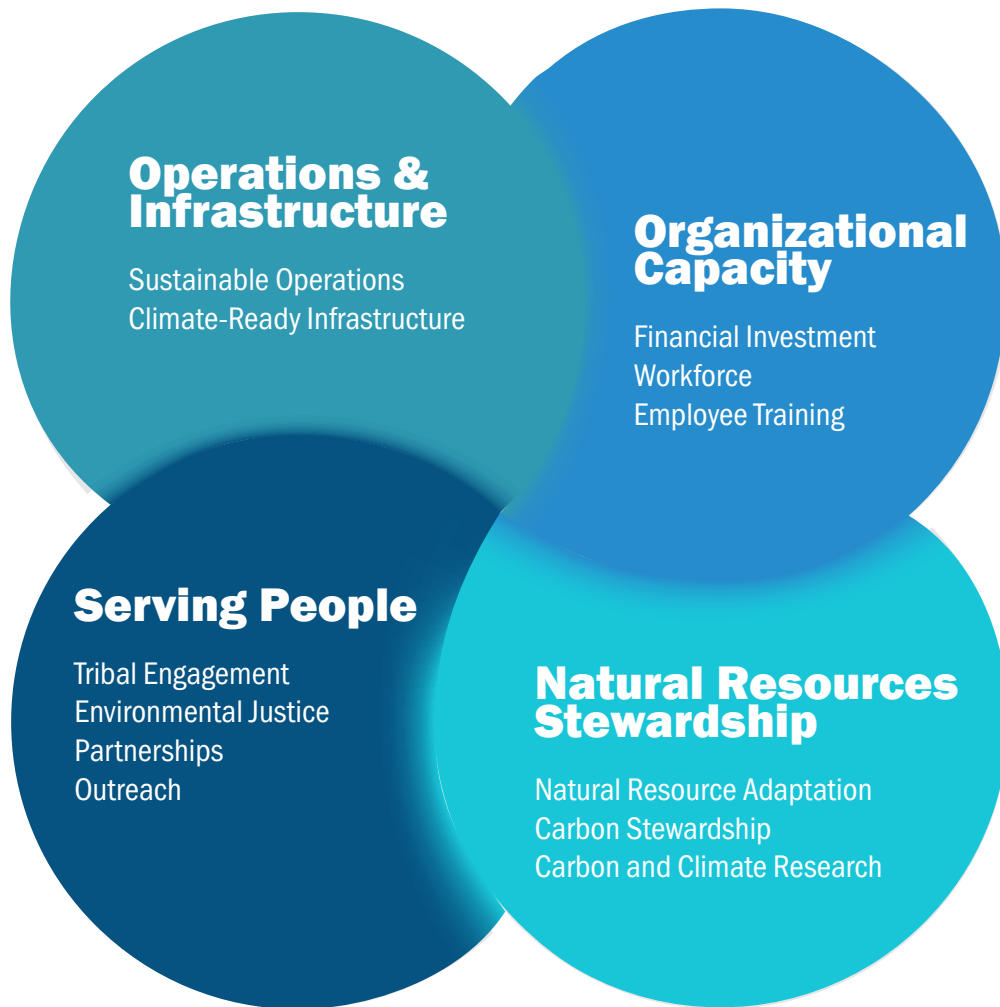 Operations &
Infrastructure
Sustainable Operations
Climate-Ready Infrastructure
Organizational
Capacity
Financial Investment
Workforce
Employee Training
Serving People
Tribal Engagement
Environmental Justice
Partnerships
Outreach
Natural Resources
Stewardship
Natural Resource Adaptation
Carbon Stewardship
Carbon and Climate Research